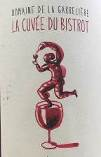 DOMAINE DE LA GARRELIÈRE
LA CUVÉE DU BISTROT